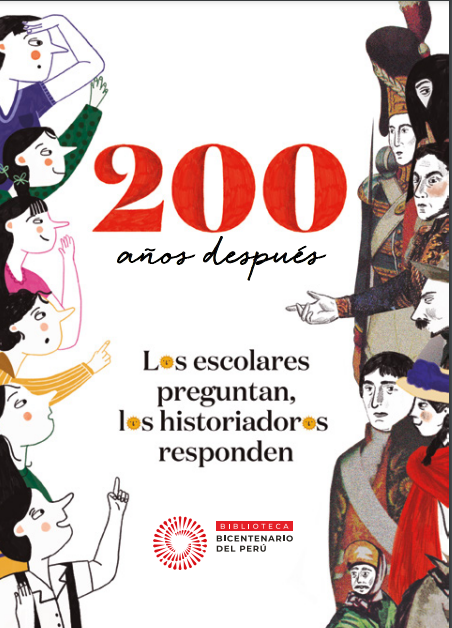 200
años después
Los escolares
preguntan,
los historiadores
responden
BIBLIOTECA
BICENTENARIO
DEL PERÚ